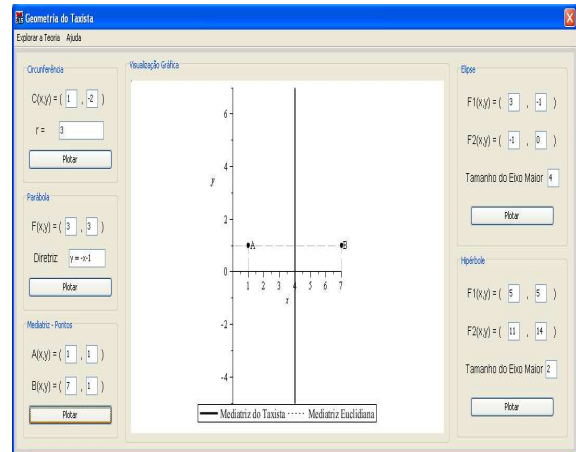 Geometria do Taxista
Explorar a Teoria Ajuda
Circunferência
C(x,y) = ( 1 , -2 )
r = 3
Plotar
Parábola
F(x,y) = ( 3 , 3 )
Diretriz y = -x-1
Plotar
Mediatriz - Pontos
A(x,y) = ( 1 , 1 )
B(x,y) = ( 7 , 1 )
Plotar
Visualização Gráfica
6
4
y
2
A B
0
1 2 3 4 5 6 7
x
-2
-4
Mediatriz do Taxista Mediatriz Euclidiana
Elipse
F1(x,y) = ( 3 , -1 )
F2(x,y) = ( -1 , 0 )
Tamanho do Eixo Maior 4
Plotar
Hipérbole
F1(x,y) = ( 5 , 5 )
F2(x,y) = ( 11 , 14 )
Tamanho do Eixo Maior 2
Plotar